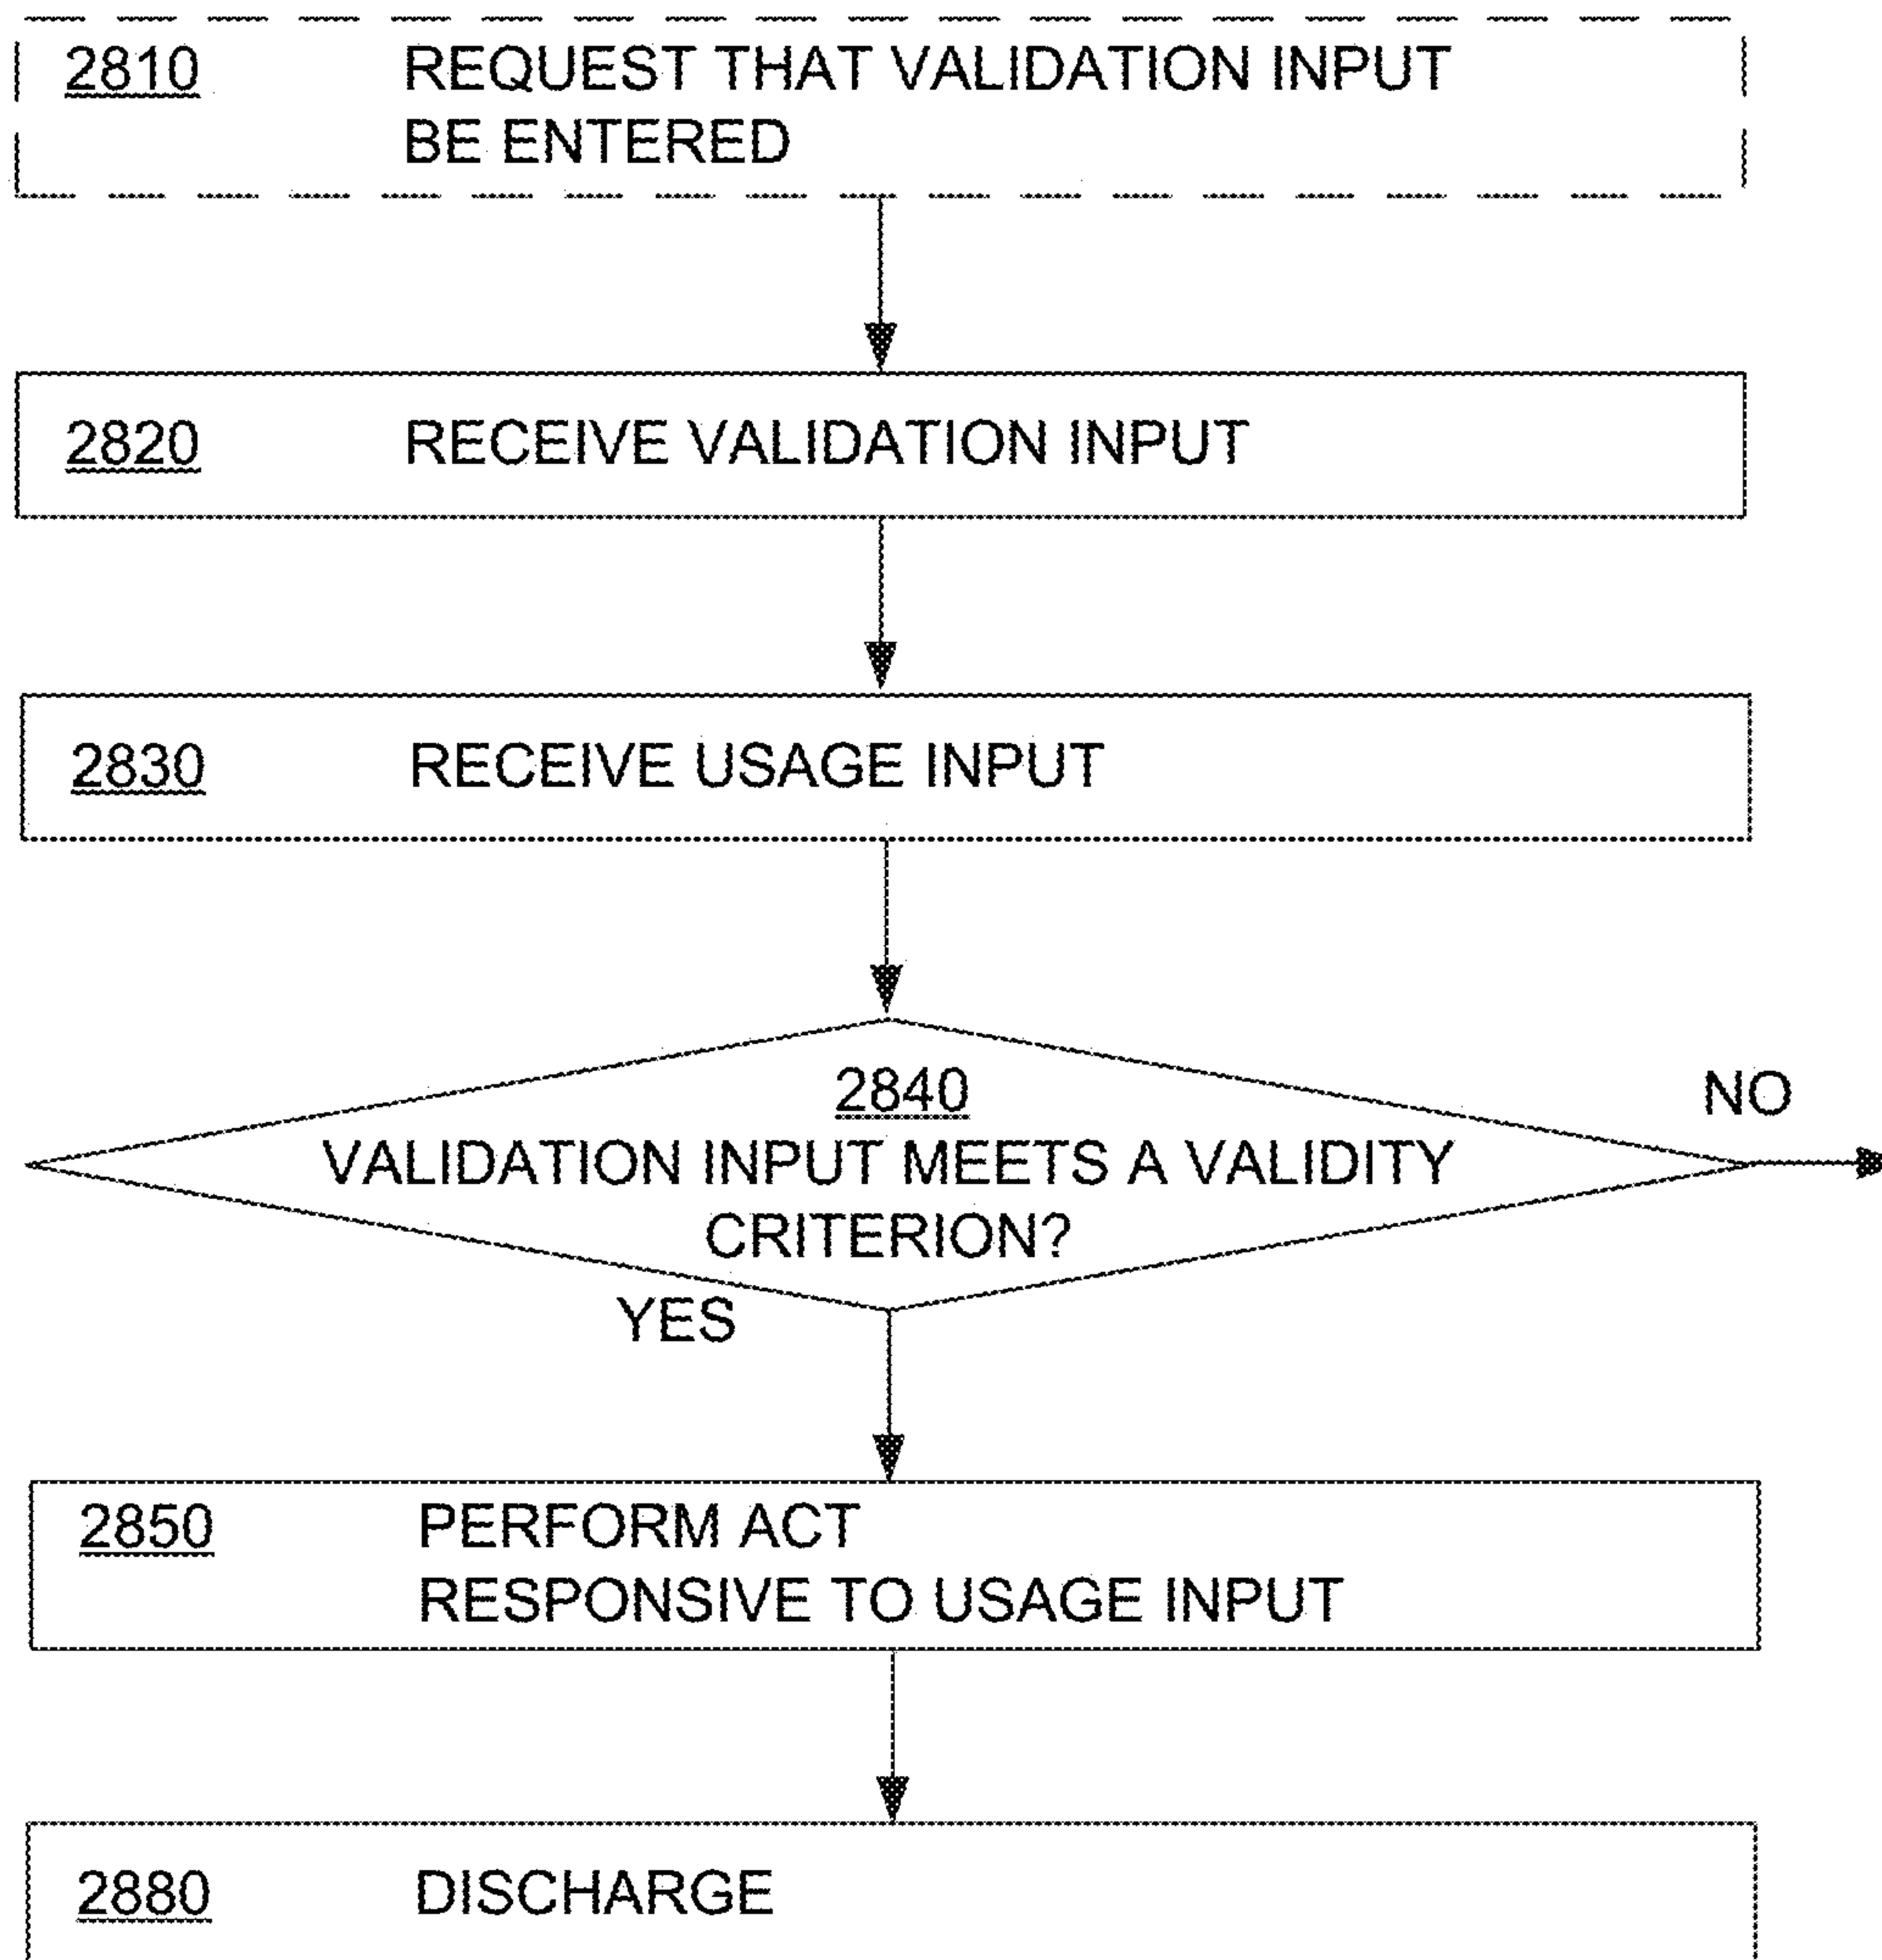 2810 REQUEST THAT VALIDATION INPUT
BE ENTERED
2820 RECEIVE VALIDATION INPUT
2830 RECEIVE USAGE INPUT
2840
VALIDATION INPUT MEETS A VALIDITY
CRITERION?
NO
YES
2850 PERFORM ACT
RESPONSIVE TO USAGE INPUT
2880 DISCHARGE